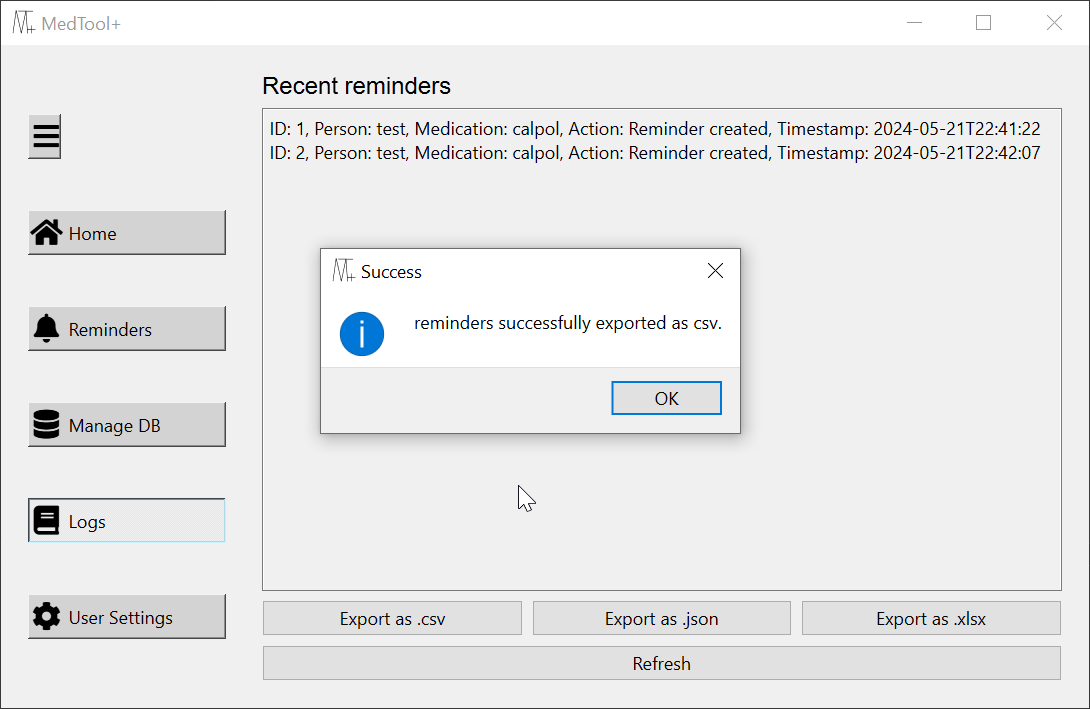 MedTool+
Recent reminders
ID: 1, Person: test, Medication: calpol, Action: Reminder created, Timestamp: 2024-05-21T22:41:22
ID: 2, Person: test, Medication: calpol, Action: Reminder created, Timestamp: 2024-05-21T22:42:07
Home
Reminders
Manage DB
Logs
User Settings
Success
reminders successfully exported as csv.
OK
Export as .csv
Export as .json
Export as .xlsx
Refresh